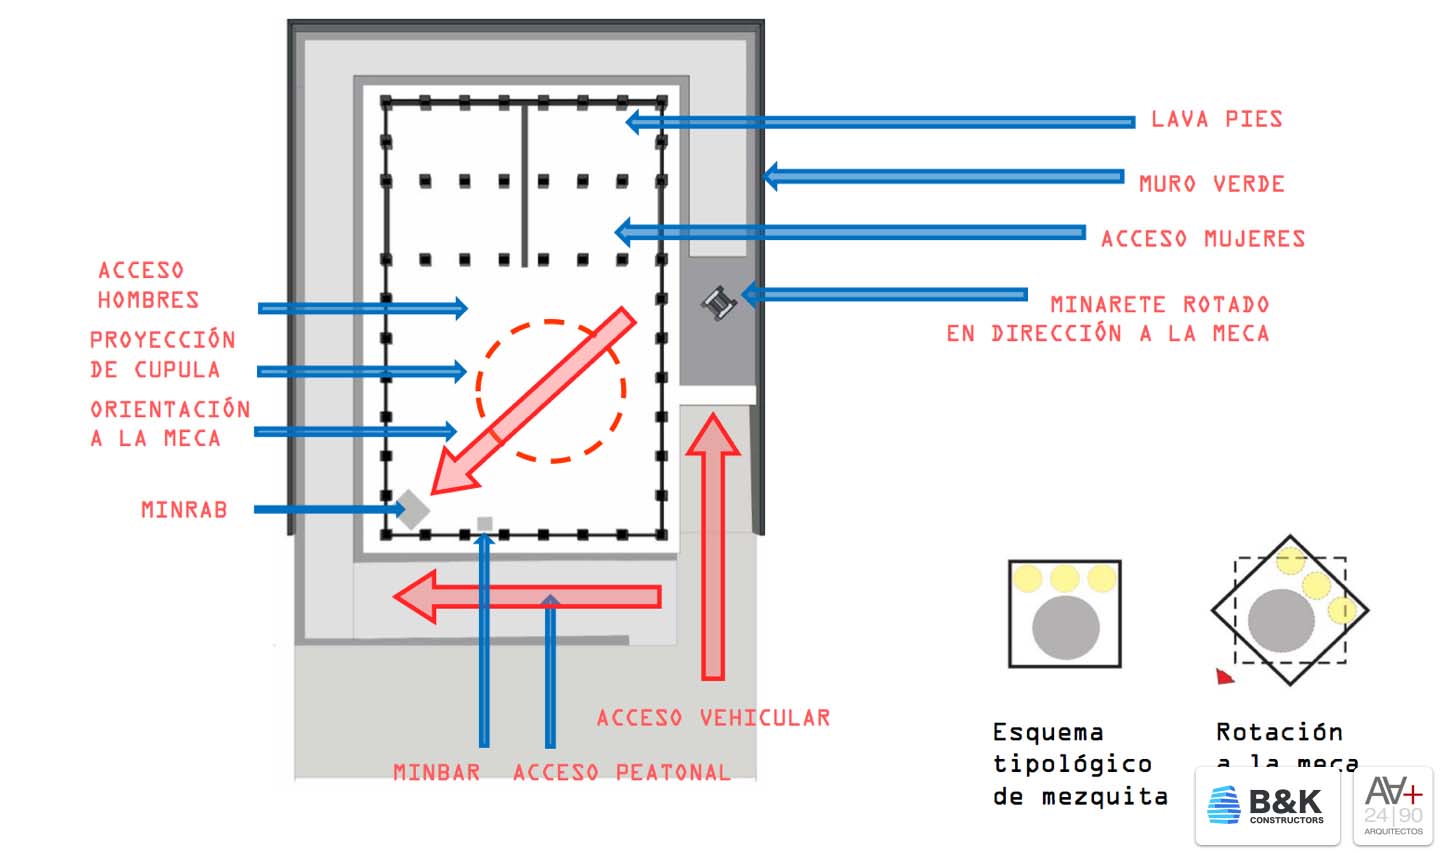 LAVA PIES
MURO VERDE
ACCESO MUJERES
MINARETE ROTADO
EN DIRECCIÓN A LA MECA
ACCESO
HOMBRES
PROYECCIÓN
DE CUPULA
ORIENTACIÓN
A LA MECA
MINRAB
ACCESO VEHICULAR
MINBAR
ACCESO PEATONAL
Esquema
tipológico
de mezquita
Rotación
a la meca
B&K
CONSTRUCTORS
AA+
24|90
ARQUITECTOS